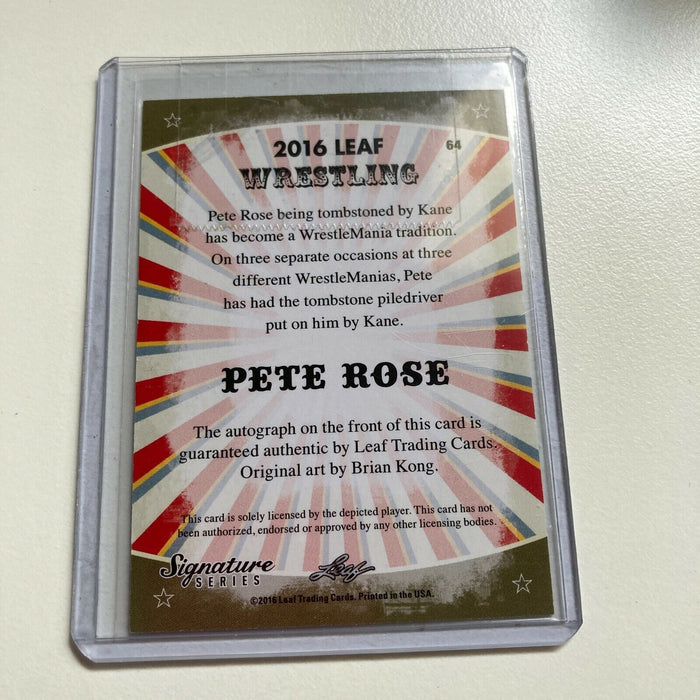 2016 LEAF 64
WRESTLING
Pete Rose being tombstoned by Kane
has become a WrestleMania tradition.
On three separate occasions at three
different WrestleManias, Pete
has had the tombstone piledriver
put on him by Kane.
PETE ROSE
The autograph on the front of this card is
guaranteed authentic by Leaf Trading Cards.
Original art by Brian Kong.
This card is solely licensed by the depicted player. This card has not
been authorized, endorsed or approved by any other licensing bodies.
Signature
SERIES
Leaf
©2016 Leaf Trading Cards. Printed in the USA.